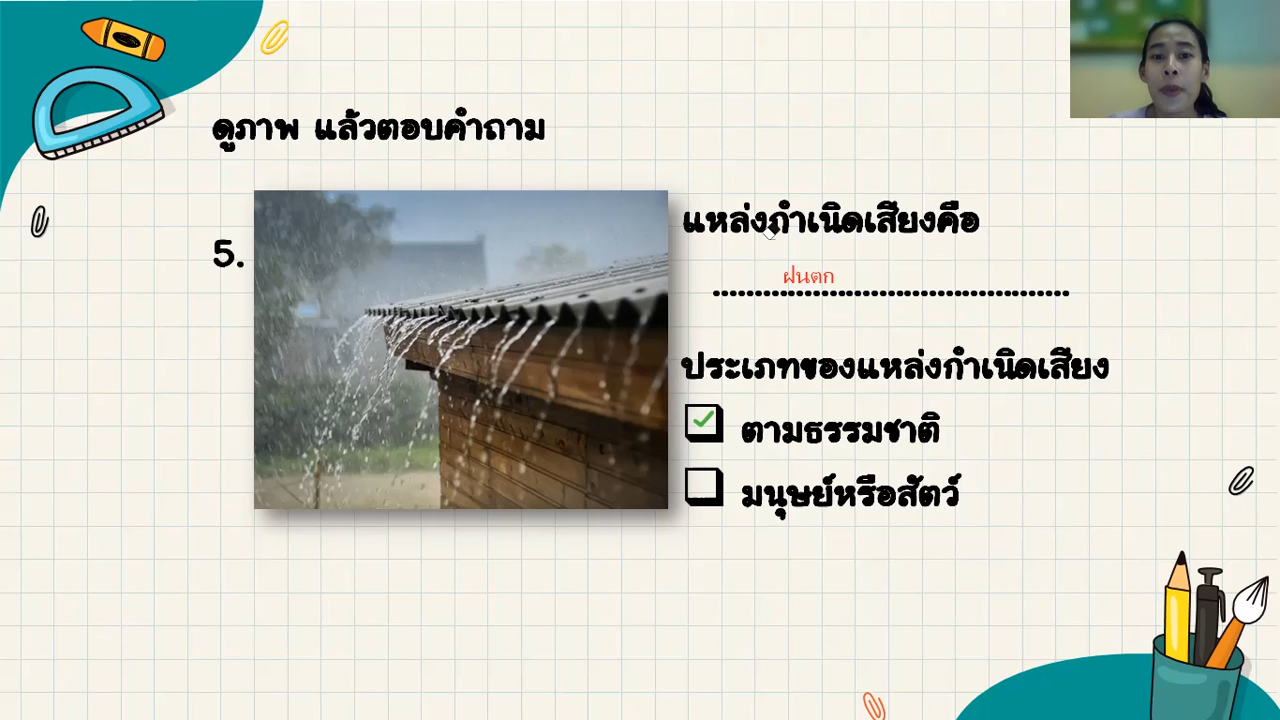 ดูภาพ แล้วตอบคำถาม
5.
แหล่งกำเนิดเสียงคือ
ฝนตก
ประเภทของแหล่งกำเนิดเสียง
ตามธรรมชาติ
มนุษย์หรือสัตว์